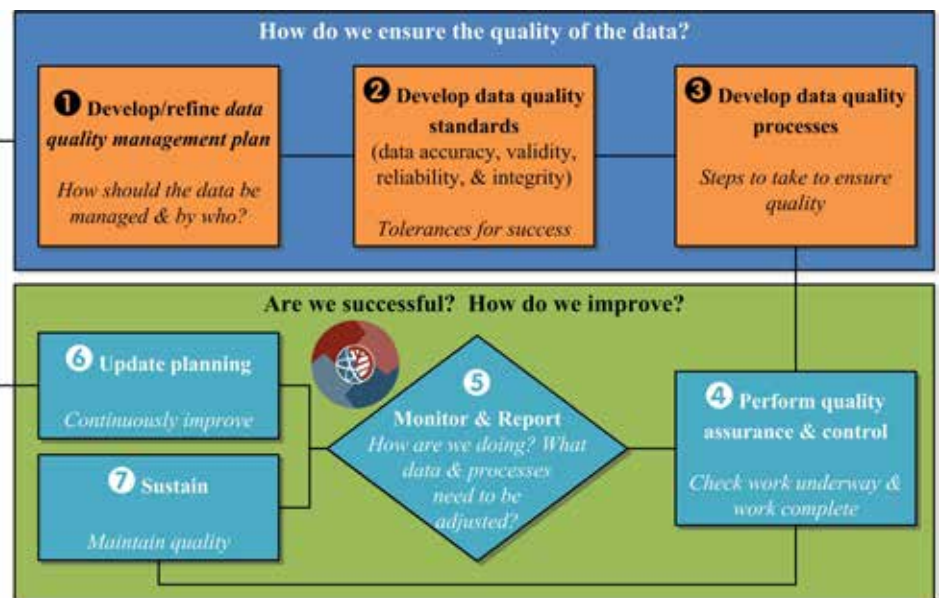 How do we ensure the quality of the data?
❶ Develop/refine data
quality management plan
How should the data be
managed & by who?
❷ Develop data quality
standards
(data accuracy, validity,
reliability, & integrity)
Tolerances for success
❸ Develop data quality
processes
Steps to take to ensure
quality
Are we successful? How do we improve?
❻ Update planning
Continuously improve
❼ Sustain
Maintain quality
❺
Monitor & Report
How are we doing? What
data & processes
need to be
adjusted?
❹ Perform quality
assurance & control
Check work underway &
work complete